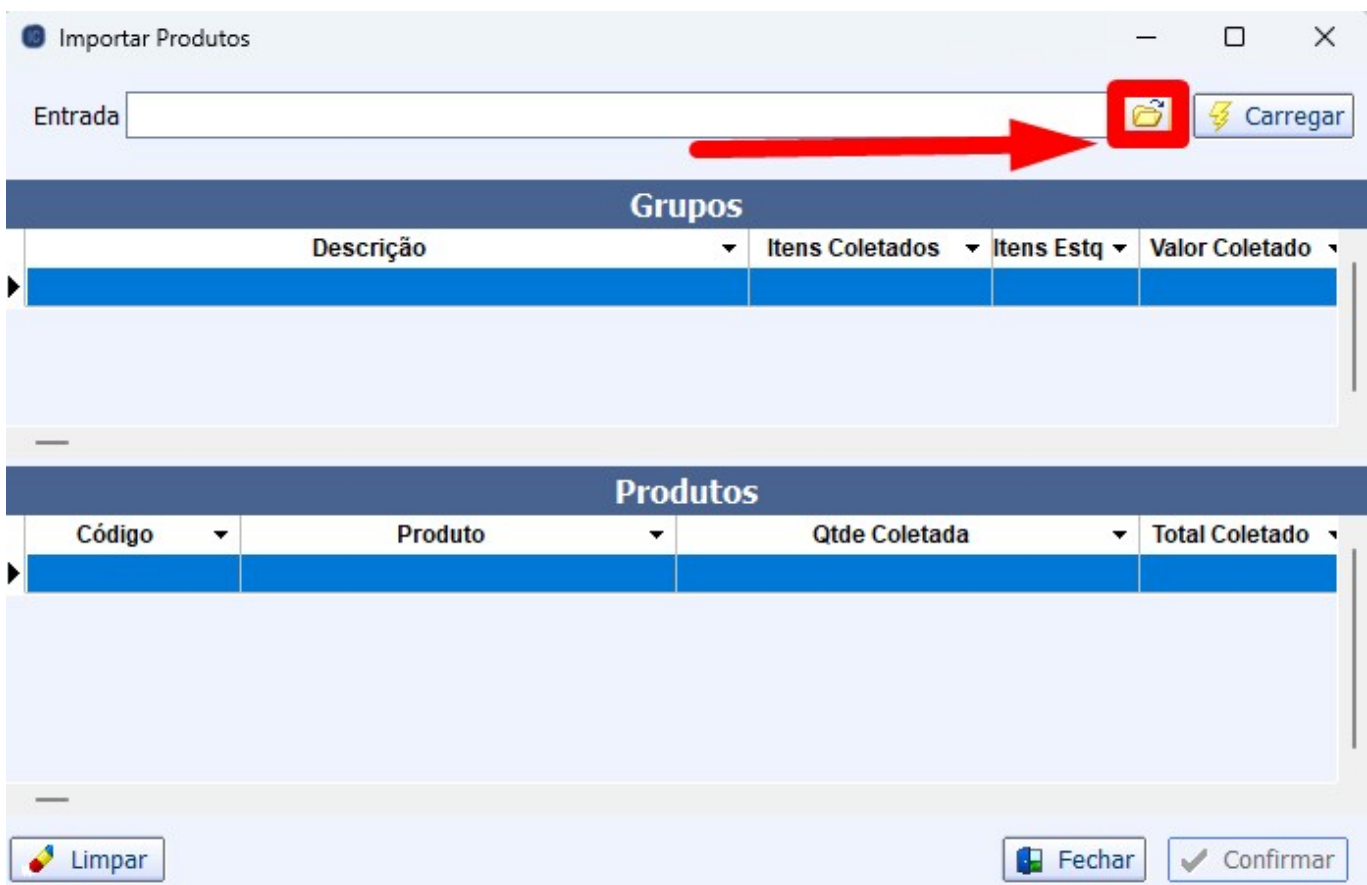 Importar Produtos
Entrada
Carregar
Grupos
Descrição Itens Coletados Itens Estq Valor Coletado
Produtos
Código Produto Qtde Coletada Total Coletado
Limpar Fechar Confirmar